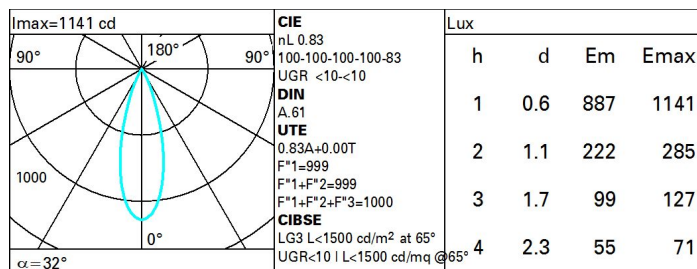 Imax=1141 cd
90°
180°
90°
1000
0°
α=32°
CIE
nL 0.83
100-100-100-100-83
UGR <10-<10
DIN
A.61
UTE
0.83A+0.00T
F"1=999
F"1+F"2=999
F"1+F"2+F"3=1000
CIBSE
LG3 L<1500 cd/m² at 65°
UGR<10 | L<1500 cd/mq @65°
Lux
h d Em Emax
1 0.6 887 1141
2 1.1 222 285
3 1.7 99 127
4 2.3 55 71